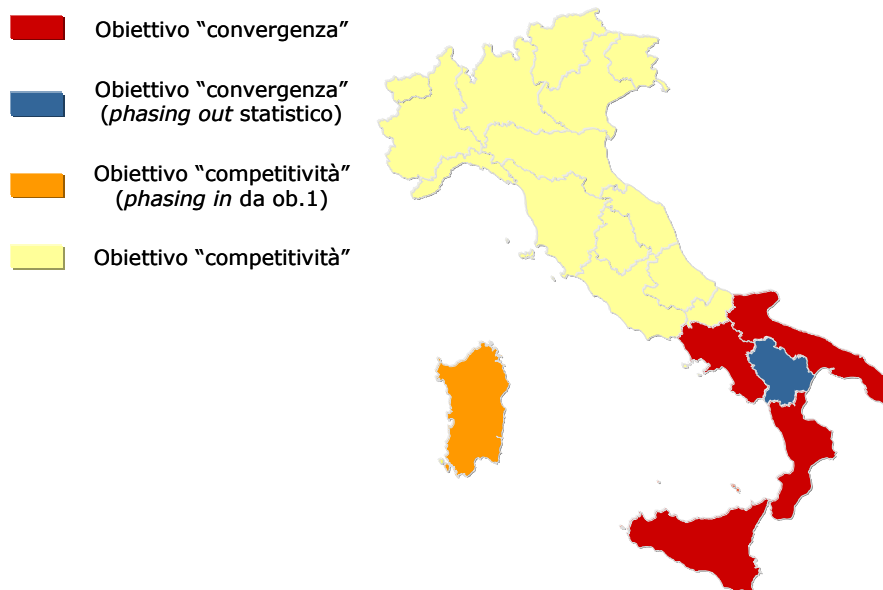 Obiettivo “convergenza”
Obiettivo “convergenza”
(phasing out statistico)
Obiettivo “competitività”
(phasing in da ob.1)
Obiettivo “competitività”